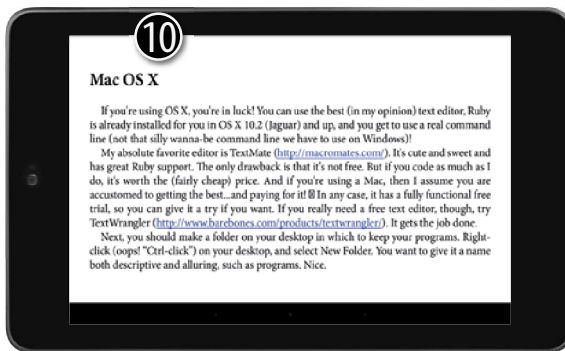 10
Mac OS X
If you're using OS X, you're in luck! You can use the best (in my opinion) text editor, Ruby
is already installed for you in OS X 10.2 (Jaguar) and up, and you get to use a real command
line (not that silly wanna-be command line we have to use on Windows)!
My absolute favorite editor is TextMate (http://macromates.com/). It's cute and sweet and
has great Ruby support. The only drawback is that it's not free. But if you code as much as I
do, it's worth the (fairly cheap) price. And if you're using a Mac, then I assume you are
accustomed to getting the best...and paying for it! In any case, it has a fully functional free
trial, so you can give it a try if you want. If you really need a free text editor, though, try
TextWrangler (http://www.barebones.com/products/textwrangler/). It gets the job done.
Next, you should make a folder on your desktop in which to keep your programs. Right-
click (oops! "Ctrl-click") on your desktop, and select New Folder. You want to give it a name
both descriptive and alluring, such as programs. Nice.